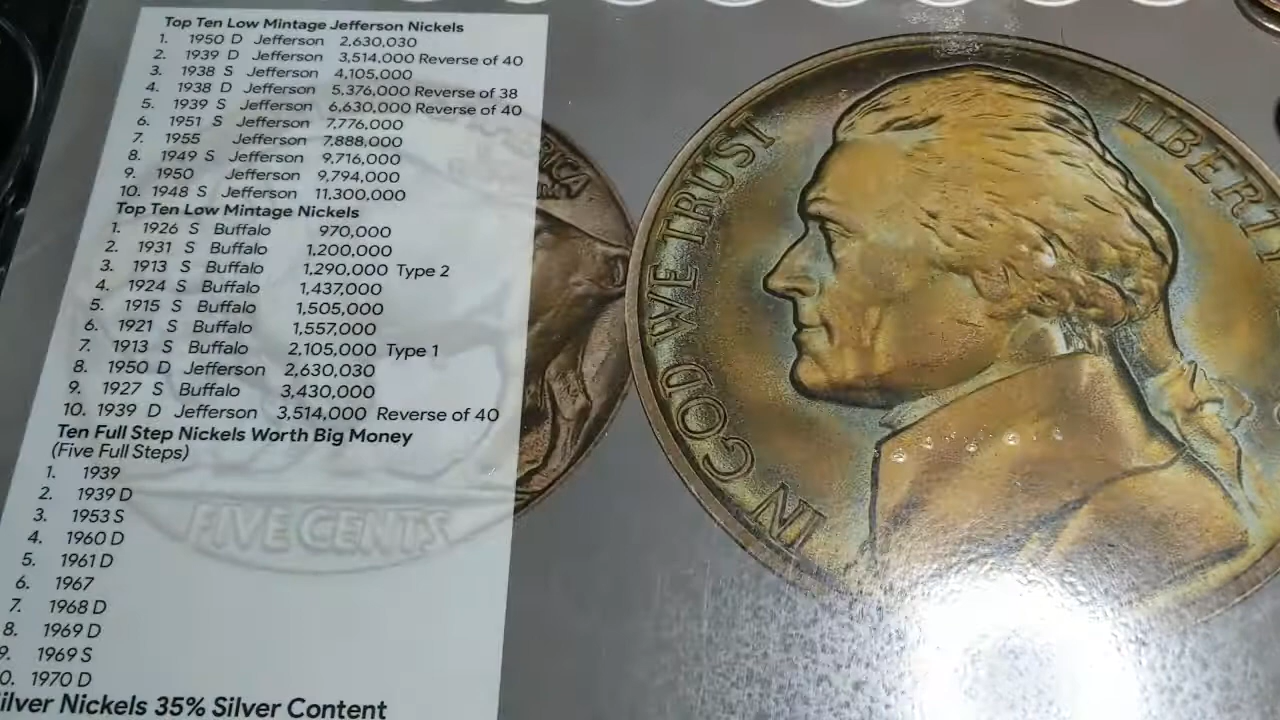 Top Ten Low Mintage Jefferson Nickels
1. 1950 D Jefferson 2,630,030
2. 1939 D Jefferson 3,514,000 Reverse of 40
3. 1938 S Jefferson 4,105,000
4. 1938 D Jefferson 5,376,000 Reverse of 38
5. 1939 S Jefferson 6,630,000 Reverse of 40
6. 1951 S Jefferson 7,776,000
7. 1955 Jefferson 7,888,000
8. 1949 S Jefferson 9,716,000
9. 1950 Jefferson 9,794,000
10. 1948 S Jefferson 11,300,000
Top Ten Low Mintage Nickels
1. 1926 S Buffalo 970,000
2. 1931 S Buffalo 1,200,000
3. 1913 S Buffalo 1,290,000 Type 2
4. 1924 S Buffalo 1,437,000
5. 1915 S Buffalo 1,505,000
6. 1921 S Buffalo 1,557,000
7. 1913 S Buffalo 2,105,000 Type 1
8. 1950 D Jefferson 2,630,030
9. 1927 S Buffalo 3,430,000
10. 1939 D Jefferson 3,514,000 Reverse of 40
Ten Full Step Nickels Worth Big Money
(Five Full Steps)
1. 1939
2. 1939 D
3. 1953 S
4. 1960 D
5. 1961 D
6. 1967
7. 1968 D
8. 1969 D
9. 1969 S
0. 1970 D
ilver Nickels 35% Silver Content
FIVE CENTS
RICA
IN GOD WE TRUST
LIBERT